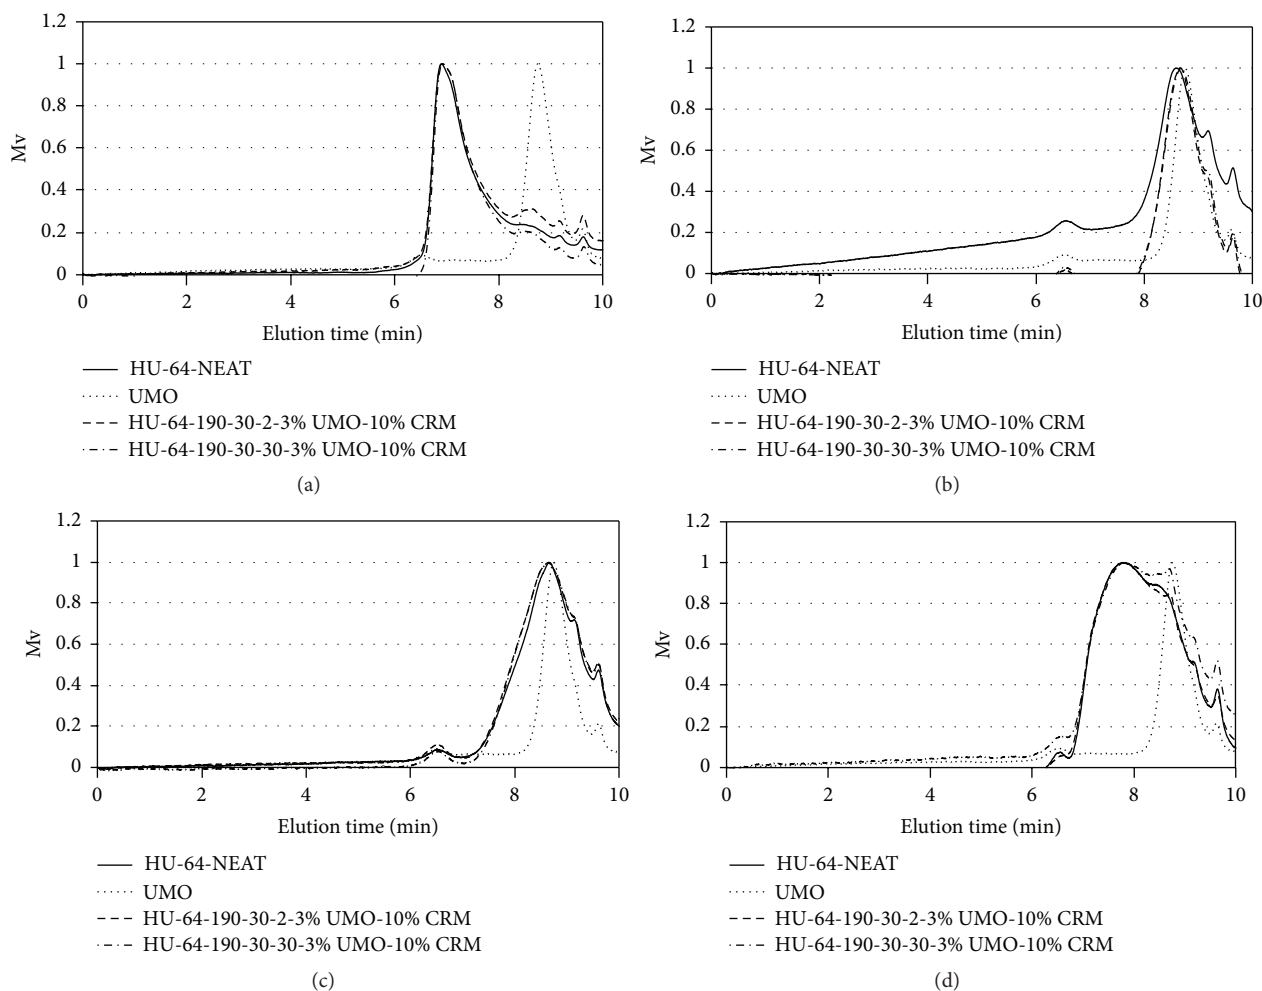 1.2
1
0.8
0.6
0.4
0.2
0
Mv
0 2 4 6 8 10
Elution time (min)
HU-64-NEAT
UMO
HU-64-190-30-2-3% UMO-10% CRM
HU-64-190-30-30-3% UMO-10% CRM
(a)
1.2
1
0.8
0.6
0.4
0.2
0
Mv
0 2 4 6 8 10
Elution time (min)
HU-64-NEAT
UMO
HU-64-190-30-2-3% UMO-10% CRM
HU-64-190-30-30-3% UMO-10% CRM
(b)
1.2
1
0.8
0.6
0.4
0.2
0
Mv
0 2 4 6 8 10
Elution time (min)
HU-64-NEAT
UMO
HU-64-190-30-2-3% UMO-10% CRM
HU-64-190-30-30-3% UMO-10% CRM
(c)
1.2
1
0.8
0.6
0.4
0.2
0
Mv
0 2 4 6 8 10
Elution time (min)
HU-64-NEAT
UMO
HU-64-190-30-2-3% UMO-10% CRM
HU-64-190-30-30-3% UMO-10% CRM
(d)